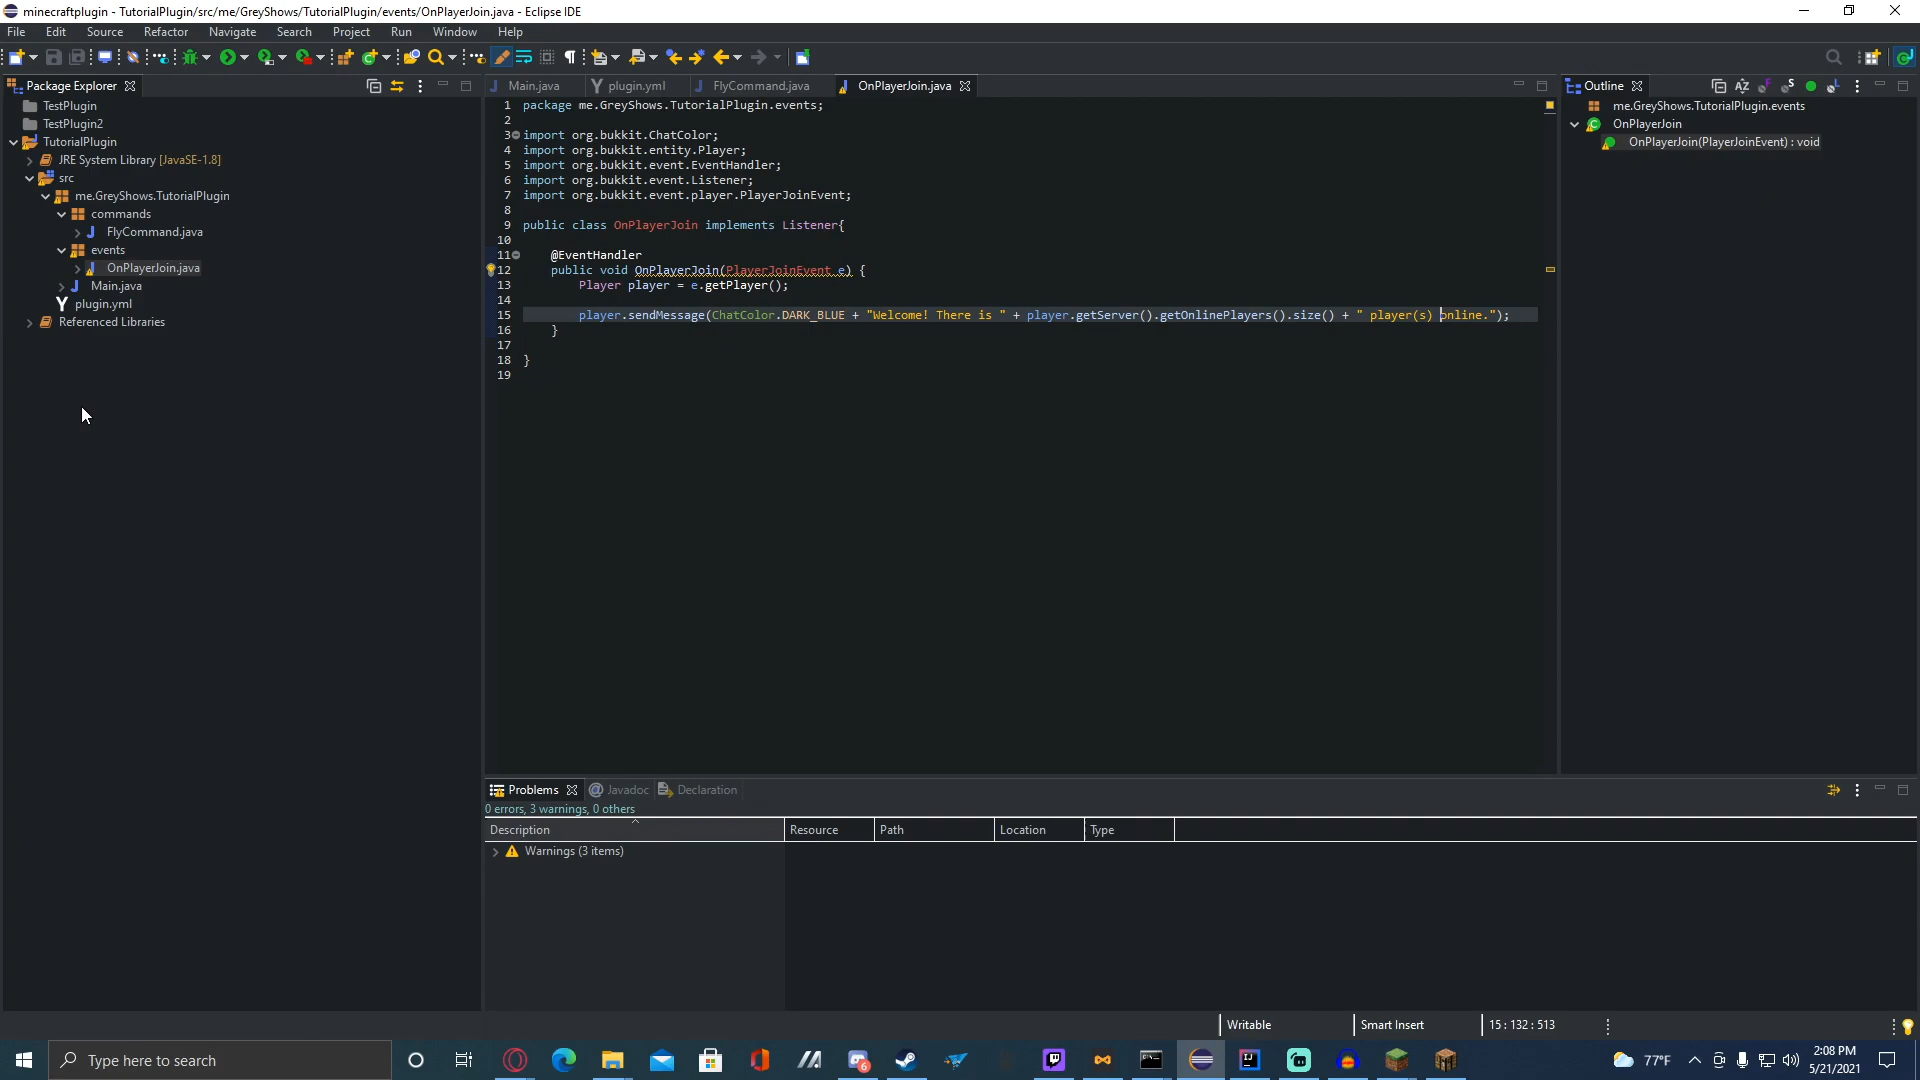 minecraftplugin - TutorialPlugin/src/me/GreyShows/TutorialPlugin/events/OnPlayerJoin.java - Eclipse IDE
File Edit Source Refactor Navigate Search Project Run Window Help
Package Explorer
TestPlugin
TestPlugin2
TutorialPlugin
JRE System Library [JavaSE-1.8]
src
me.GreyShows.TutorialPlugin
commands
FlyCommand.java
events
OnPlayerJoin.java
Main.java
plugin.yml
Referenced Libraries
Main.java plugin.yml FlyCommand.java OnPlayerJoin.java
1 package me.GreyShows.TutorialPlugin.events;
2
3 import org.bukkit.ChatColor;
4 import org.bukkit.entity.Player;
5 import org.bukkit.event.EventHandler;
6 import org.bukkit.event.Listener;
7 import org.bukkit.event.player.PlayerJoinEvent;
8
9 public class OnPlayerJoin implements Listener{
10
11 @EventHandler
12 public void OnPlayerJoin(PlayerJoinEvent e) {
13 Player player = e.getPlayer();
14
15 player.sendMessage(ChatColor.DARK_BLUE + "Welcome! There is " + player.getServer().getOnlinePlayers().size() + " player(s) online.");
16 }
17
18 }
19
Outline
me.GreyShows.TutorialPlugin.events
OnPlayerJoin
OnPlayerJoin(PlayerJoinEvent) : void
Problems @ Javadoc Declaration
0 errors, 3 warnings, 0 others
Description Resource Path Location Type
Warnings (3 items)
Writable Smart Insert 15 : 132 : 513
Type here to search
6
77°F
2:08 PM
5/21/2021